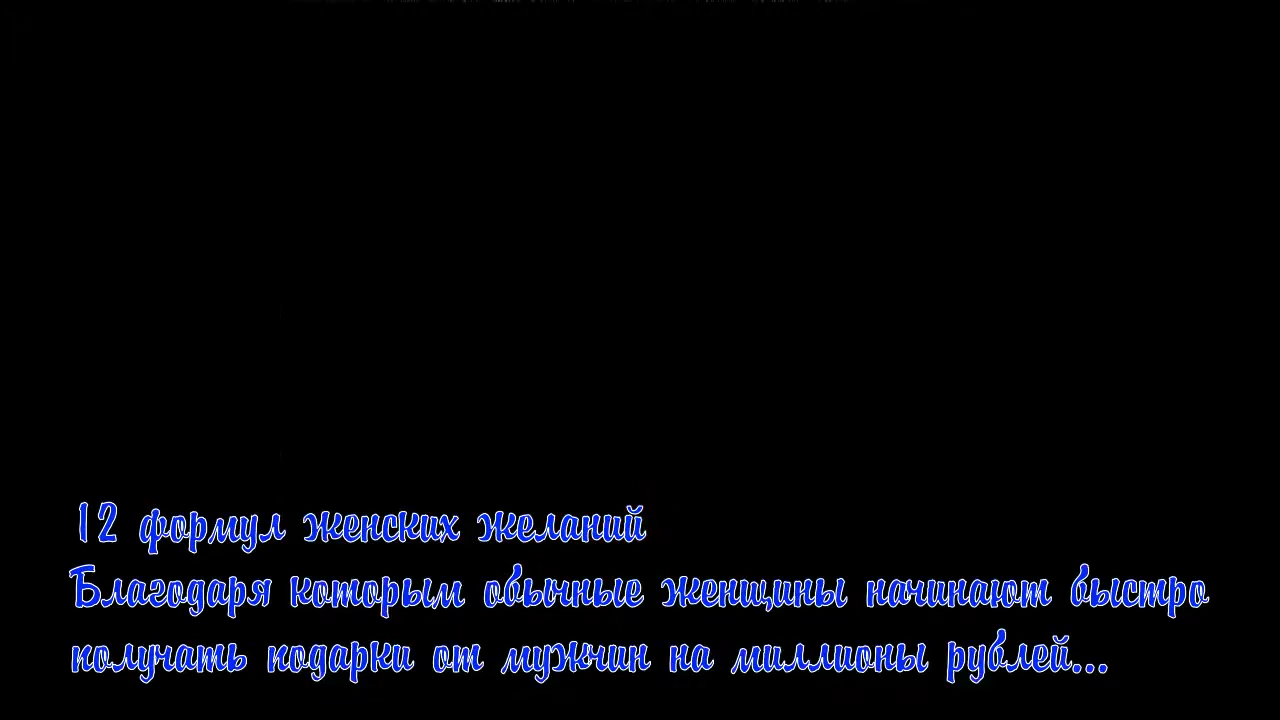 12 формул женских желаний
Благодаря которым обычные женщины начинают быстро
получать подарки от мужчин на миллионы рублей...